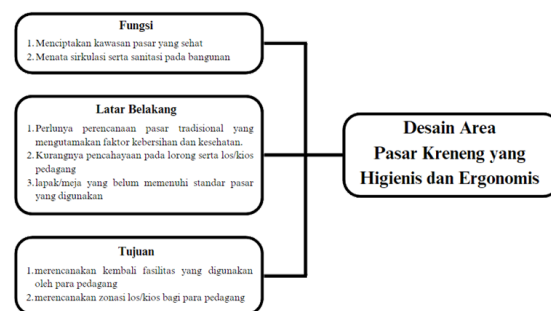 Fungsi
1. Menciptakan kawasan pasar yang sehat
2. Menata sirkulasi serta sanitasi pada bangunan
Latar Belakang
1. Perlunya perencanaan pasar tradisional yang
mengutamakan faktor kebersihan dan kesehatan.
2. Kurangnya pencahayaan pada lorong serta los/kios
pedagang
3. lapak/meja yang belum memenuhi standar pasar
yang digunakan
Tujuan
1. merencanakan kembali fasilitas yang digunakan
oleh para pedagang
2. merencanakan zonasi los/kios bagi para pedagang
Desain Area
Pasar Kreneng yang
Higienis dan Ergonomis